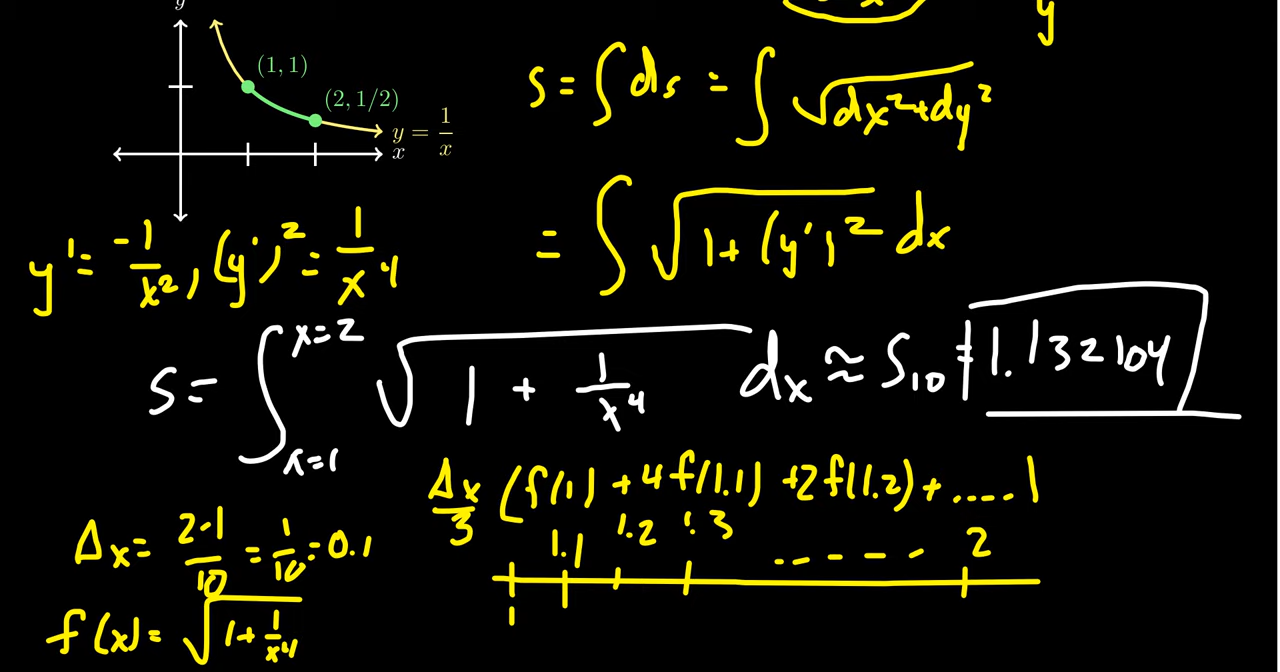 y
y
(1, 1)
(2, 1/2)
y = 1/x
x
s = ∫ ds = ∫ √(dx²+dy²)
= ∫ √(1+(y')²) dx
y' = -1/x², (y')² = 1/x⁴
S = ∫_{x=1}^{x=2} √(1 + 1/x⁴) dx ≈ S₁₀ = 1.132104
Δx/3 (f(1) + 4f(1.1) + 2f(1.2) + ....)
Δx = 2-1/10 = 1/10 = 0.1
1.1 1.2 1.3 ----- 2
1
f(x) = √(1+1/x⁴)